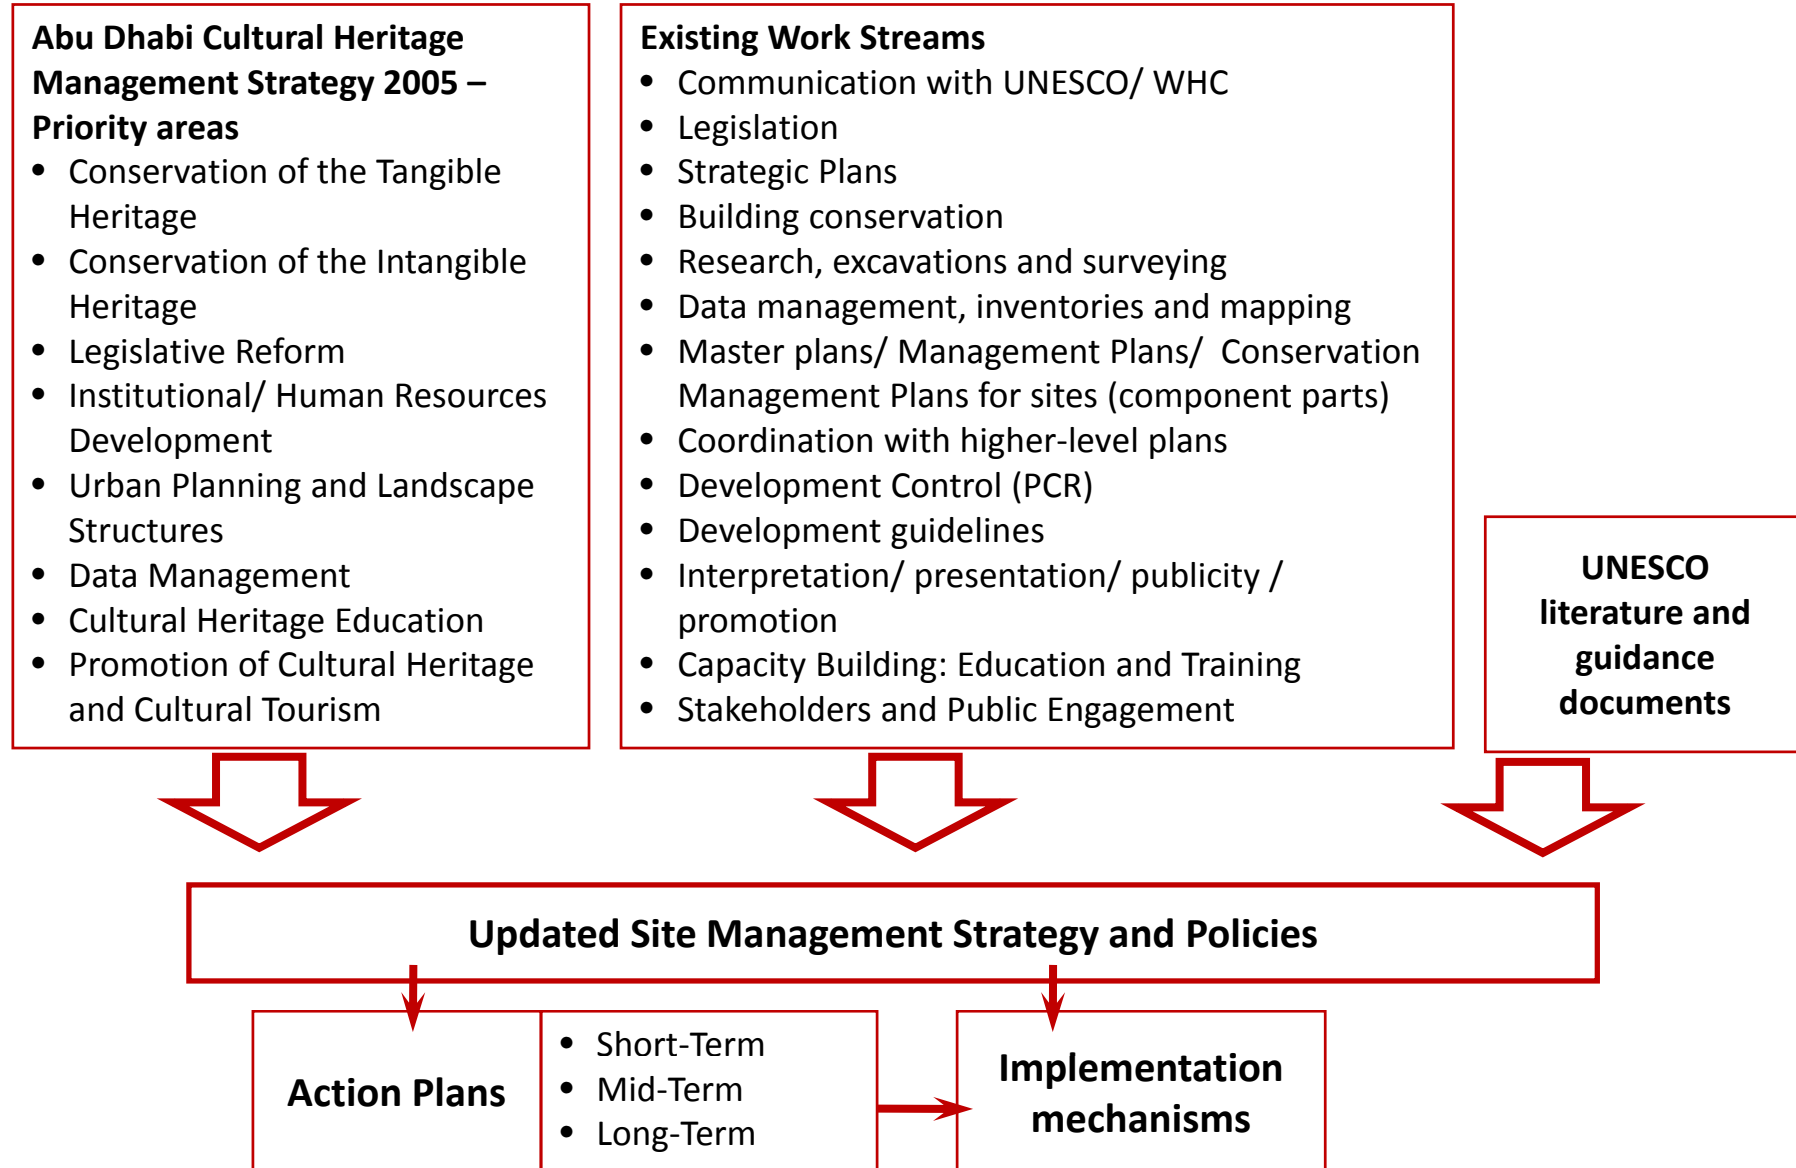 Abu Dhabi Cultural Heritage
Management Strategy 2005 –
Priority areas
• Conservation of the Tangible
Heritage
• Conservation of the Intangible
Heritage
• Legislative Reform
• Institutional/ Human Resources
Development
• Urban Planning and Landscape
Structures
• Data Management
• Cultural Heritage Education
• Promotion of Cultural Heritage
and Cultural Tourism
Existing Work Streams
• Communication with UNESCO/ WHC
• Legislation
• Strategic Plans
• Building conservation
• Research, excavations and surveying
• Data management, inventories and mapping
• Master plans/ Management Plans/ Conservation
Management Plans for sites (component parts)
• Coordination with higher-level plans
• Development Control (PCR)
• Development guidelines
• Interpretation/ presentation/ publicity /
promotion
• Capacity Building: Education and Training
• Stakeholders and Public Engagement
UNESCO
literature and
guidance
documents
Updated Site Management Strategy and Policies
Action Plans
• Short-Term
• Mid-Term
• Long-Term
Implementation
mechanisms